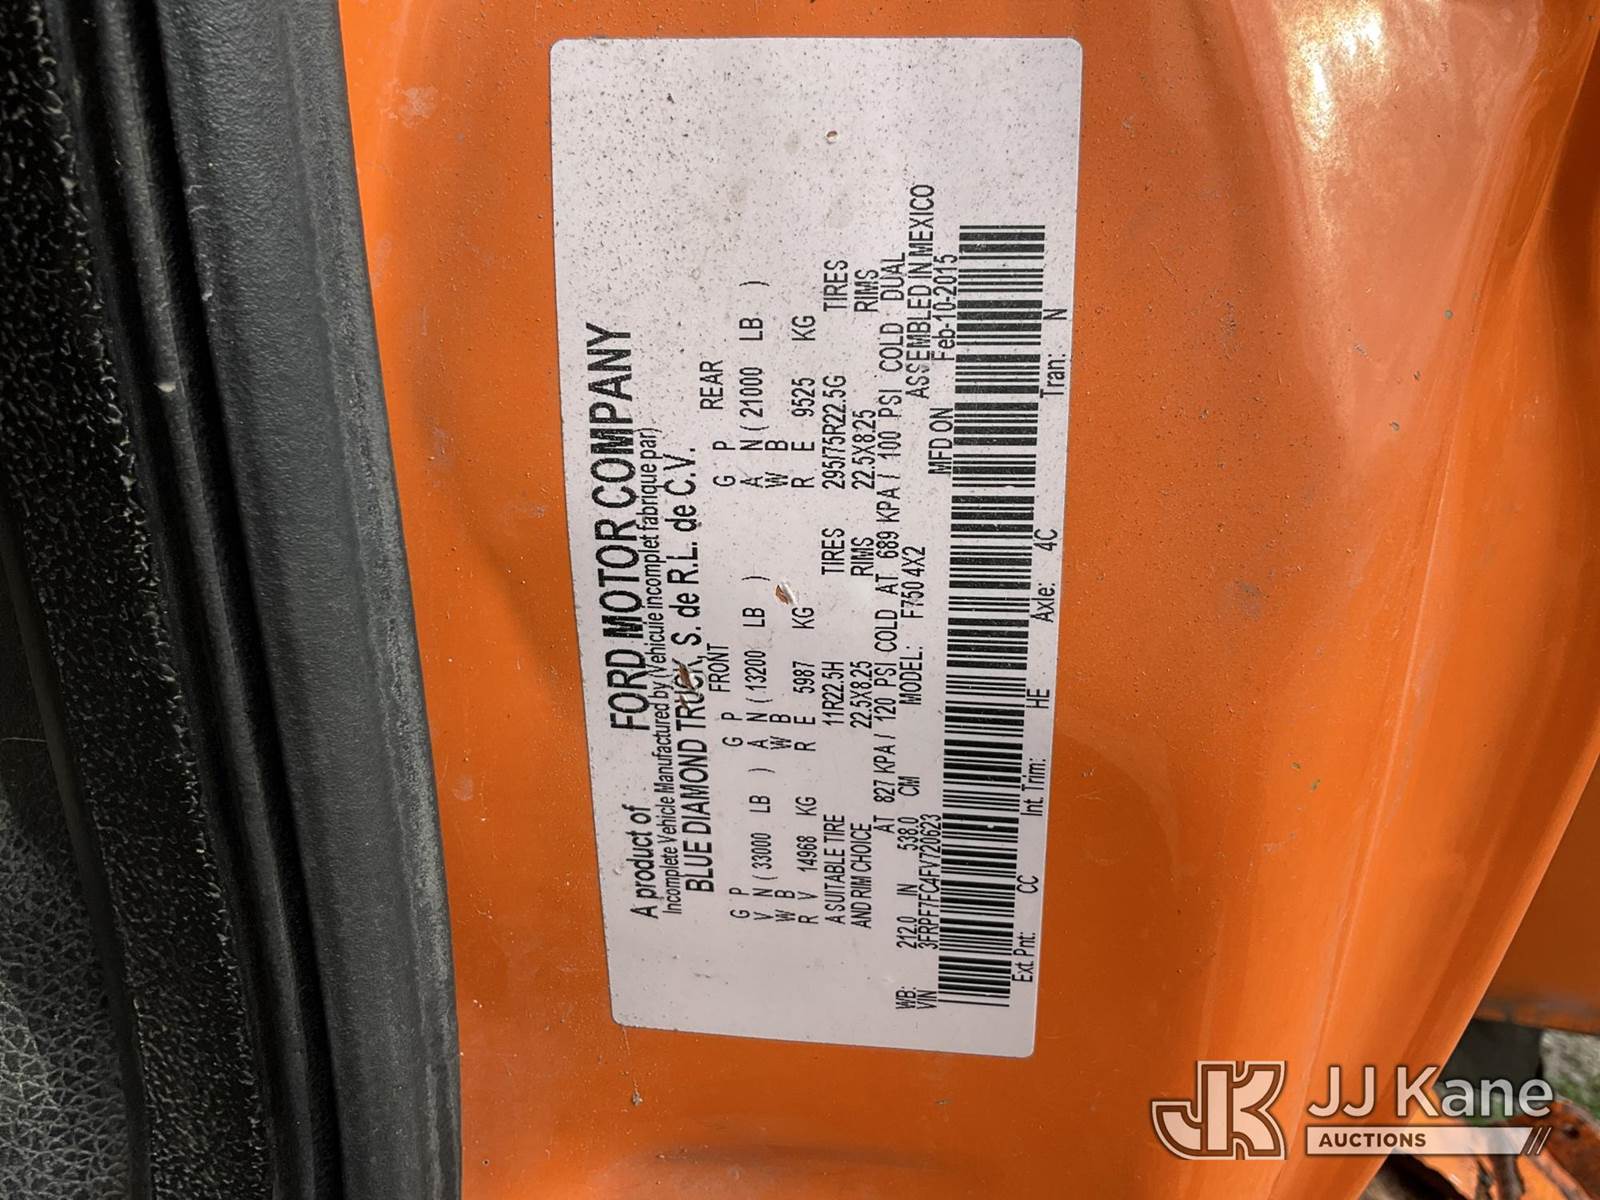 A product of FORD MOTOR COMPANY
Incomplete Vehicle Manufactured by (Vehicule incomplet fabrique par)
BLUE DIAMOND TRUCK, S. de R.L. de C.V.
FRONT REAR
G P G P G P
V N ( 33000 LB ) A N ( 13200 LB ) A N ( 21000 LB )
W B W B W B
R V 14968 KG R E 5987 KG R E 9525 KG
A SUITABLE TIRE 11R22.5H TIRES 295/75R22.5G TIRES
AND RIM CHOICE 22.5X8.25 RIMS 22.5X8.25 RIMS
AT 827 KPA / 120 PSI COLD AT 689 KPA / 100 PSI COLD DUAL
WB: 212.0 IN 538.0 CM MODEL: F750 4X2 ASSEMBLED IN MEXICO
VIN 3FRPF7FC4FV720623 MFD ON Feb-10-2015
Ext. Pnt: CC Int. Trim: HE Axle: 4C Tran: N
JK JJ Kane
AUCTIONS